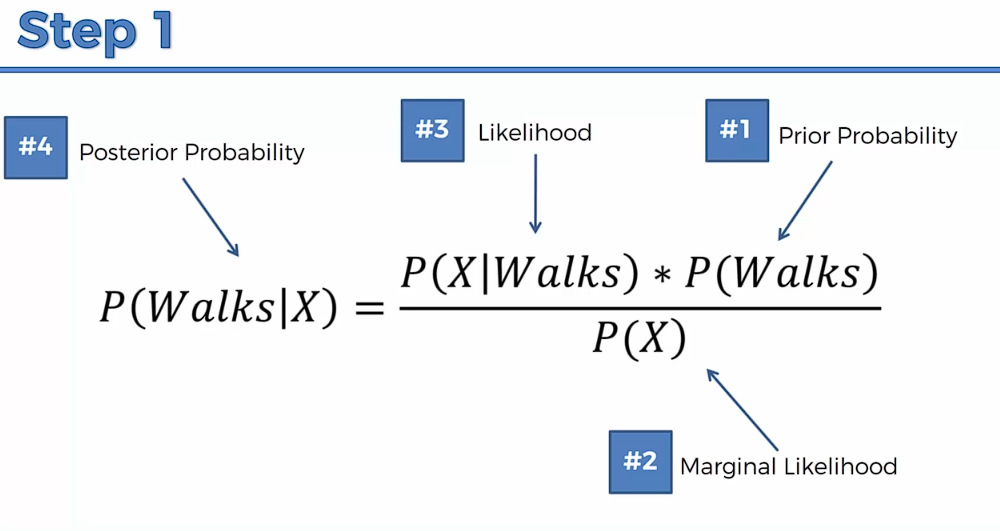 Step 1
#4 Posterior Probability
#3 Likelihood
#1 Prior Probability
P(Walks|X) = P(X|Walks) * P(Walks)
P(X)
#2 Marginal Likelihood